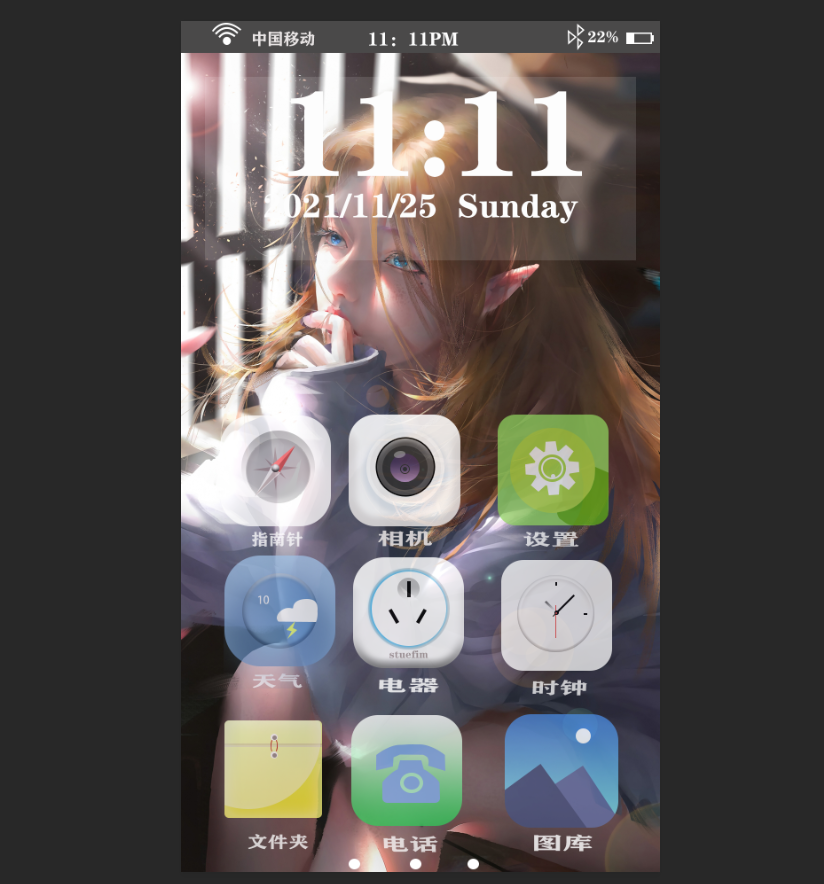 中国移动 11：11PM 22%
11:11
2021/11/25 Sunday
指南针 相机 设置
10
stuefim
天气 电器 时钟
文件夹 电话 图库